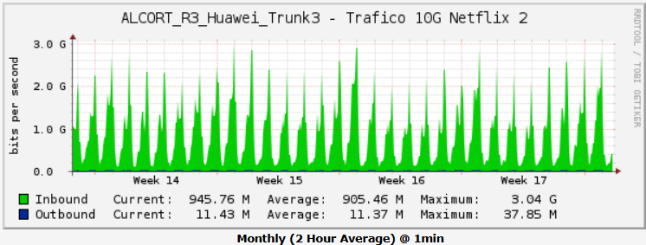 ALCORT_R3_Huawei_Trunk3 - Trafico 10G Netflix 2
RRDTOOL / TOBI OETIKER
bits per second
3.0 G
2.0 G
1.0 G
0.0
Week 14 Week 15 Week 16 Week 17
Inbound Current: 945.76 M Average: 905.46 M Maximum: 3.04 G
Outbound Current: 11.43 M Average: 11.37 M Maximum: 37.85 M
Monthly (2 Hour Average) @ 1min